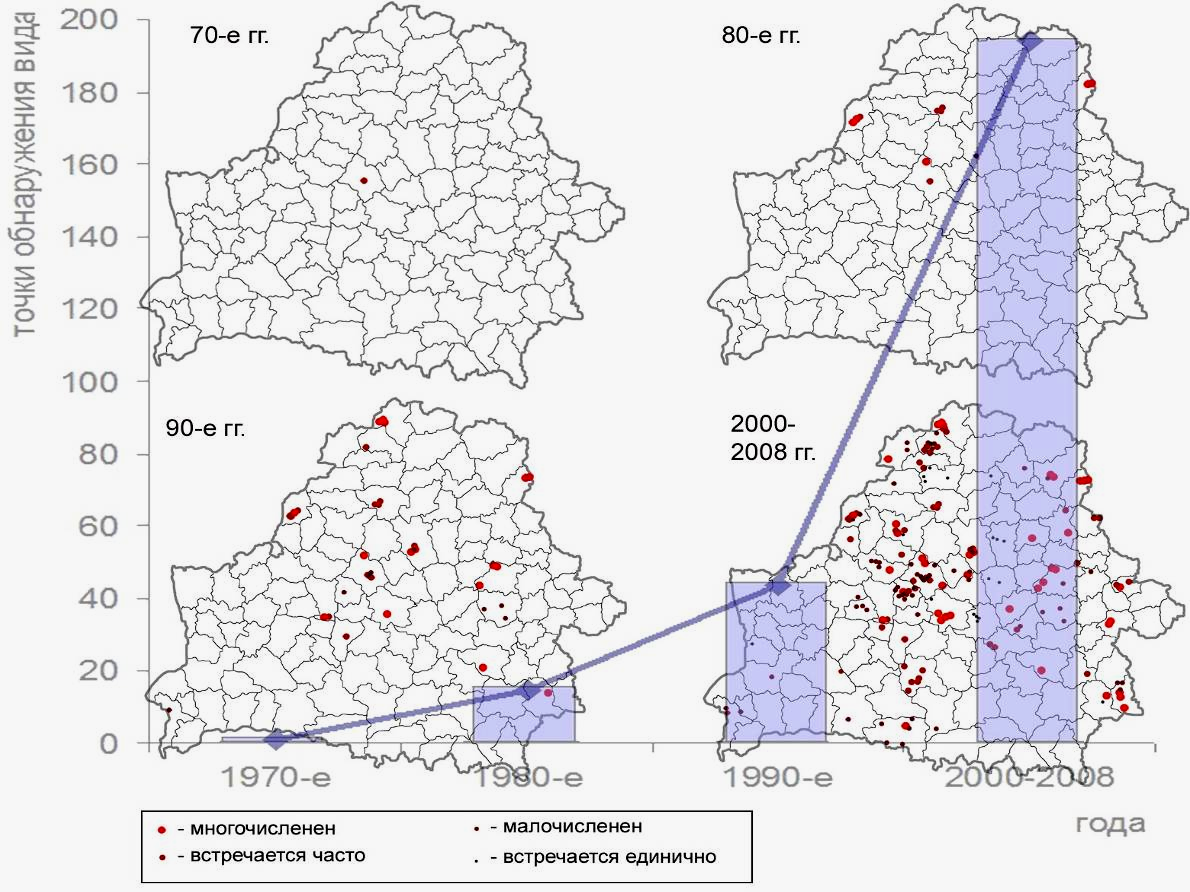 точки обнаружения вида
200
180
160
140
120
100
80
60
40
20
0
70-е гг.
80-е гг.
90-е гг.
2000-
2008 гг.
1970-е
1980-е
1990-е
2000-2008
года
- многочисленен
- встречается часто
- малочисленен
- встречается единично